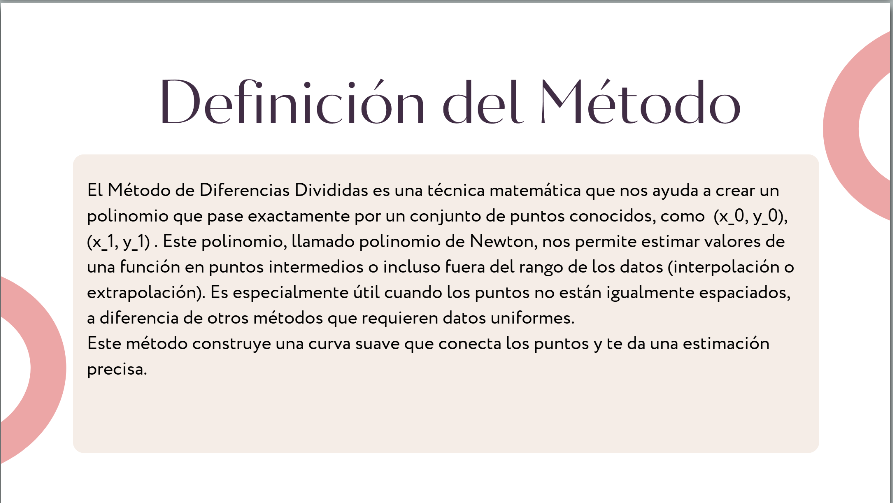 Definición del Método
El Método de Diferencias Divididas es una técnica matemática que nos ayuda a crear un
polinomio que pase exactamente por un conjunto de puntos conocidos, como (x_0, y_0),
(x_1, y_1) . Este polinomio, llamado polinomio de Newton, nos permite estimar valores de
una función en puntos intermedios o incluso fuera del rango de los datos (interpolación o
extrapolación). Es especialmente útil cuando los puntos no están igualmente espaciados,
a diferencia de otros métodos que requieren datos uniformes.
Este método construye una curva suave que conecta los puntos y te da una estimación
precisa.